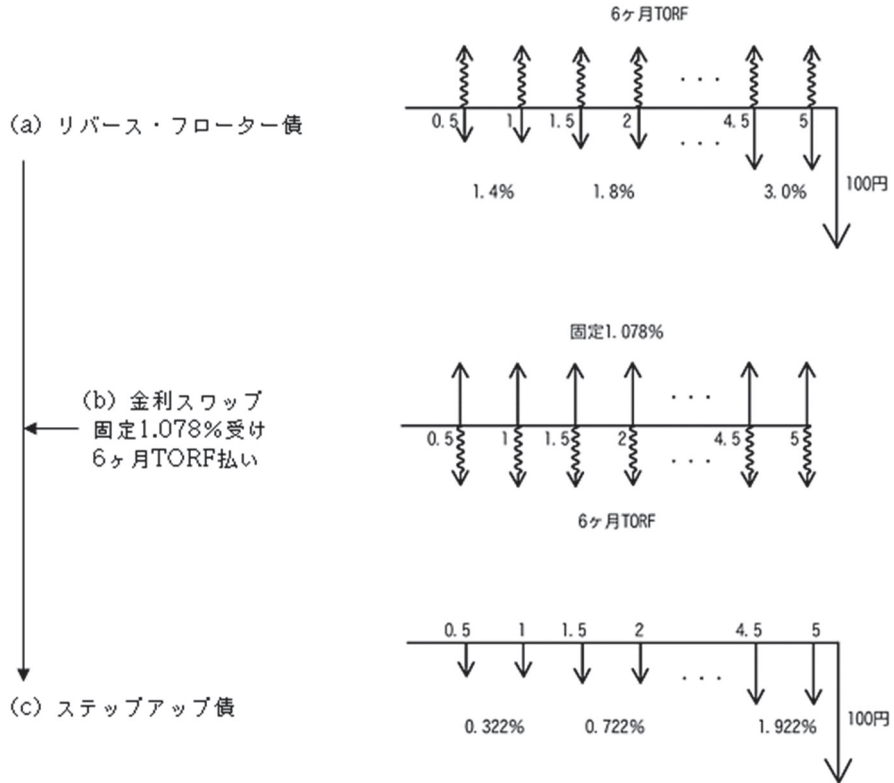 6ヶ月TORF
(a) リバース・フローター債
0.5 1 1.5 2 ... 4.5 5
...
1.4% 1.8% 3.0%
100円
固定1.078%
(b) 金利スワップ
固定1.078%受け
6ヶ月TORF払い
...
0.5 1 1.5 2 4.5 5
...
6ヶ月TORF
0.5 1 1.5 2 4.5 5
(c) ステップアップ債
...
0.322% 0.722% 1.922%
100円